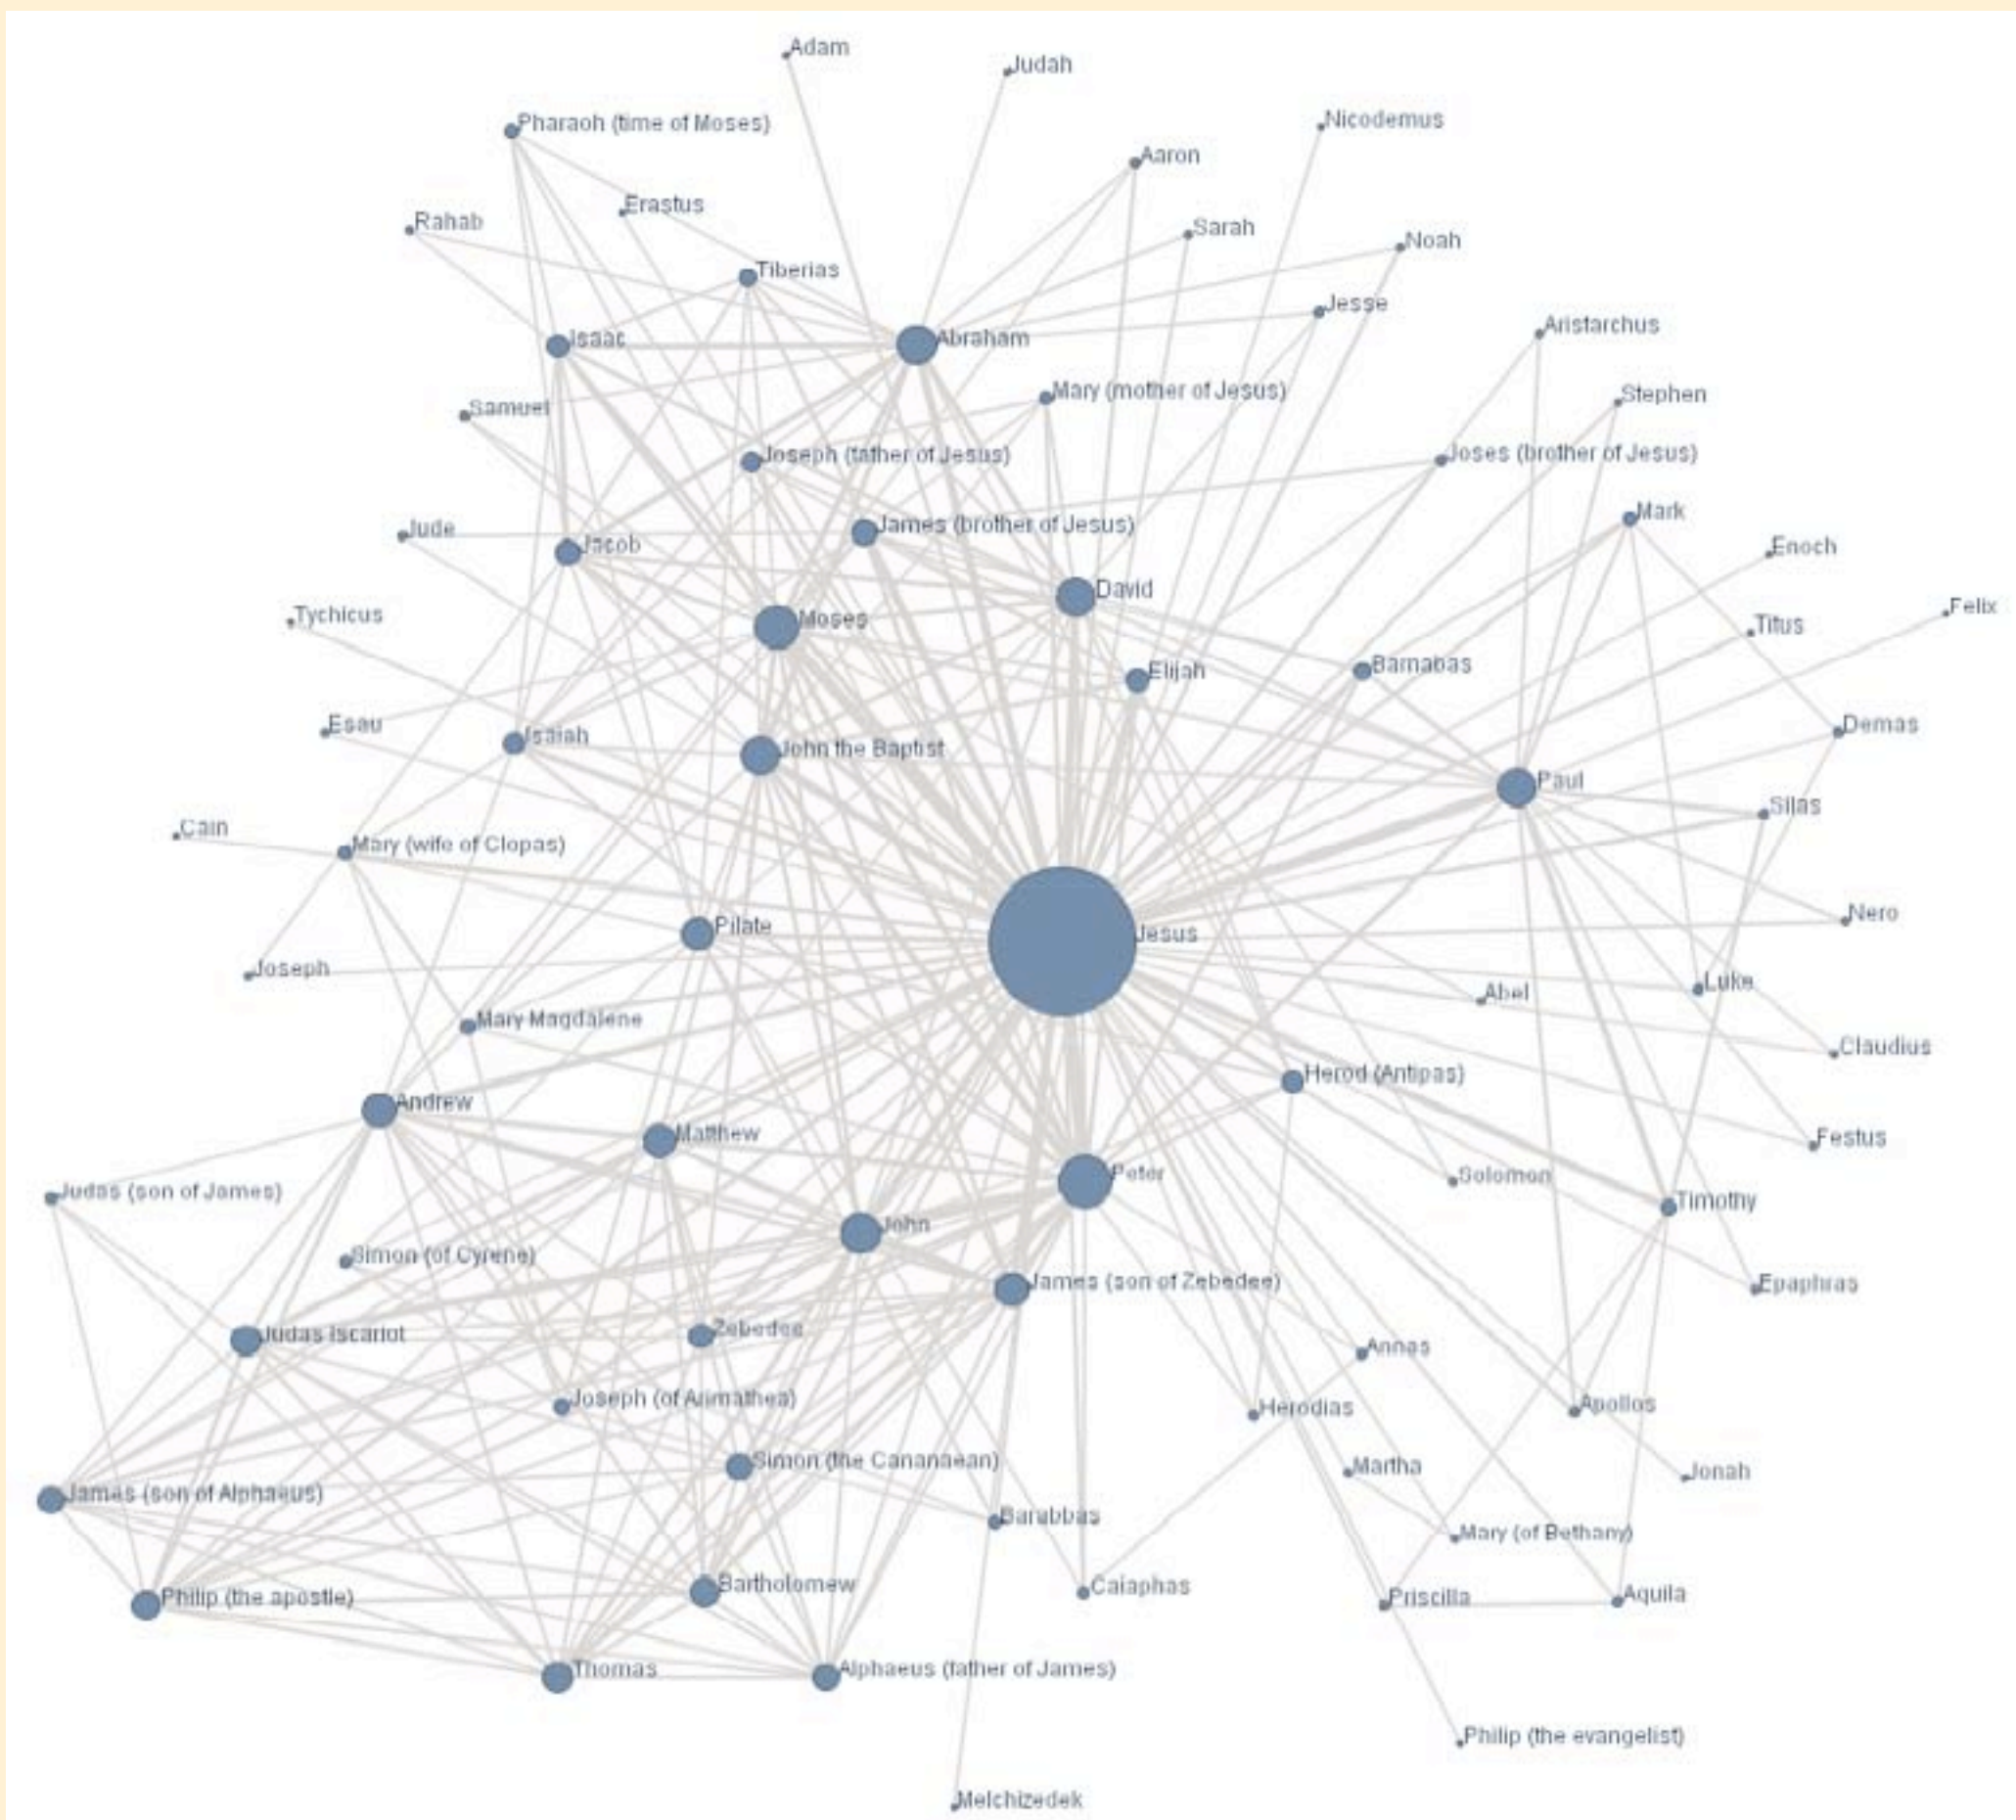 Adam
Judah
Pharaoh (time of Moses)
Nicodemus
Aaron
Erastus
Rahab
Sarah
Noah
Tiberias
Jesse
Aristarchus
Isaac
Abraham
Mary (mother of Jesus)
Stephen
Samuel
Joseph (father of Jesus)
Joses (brother of Jesus)
Mark
James (brother of Jesus)
Jude
Jacob
Enoch
David
Felix
Tychicus
Moses
Titus
Barnabas
Elijah
Esau
Isaiah
Demas
John the Baptist
Paul
Silas
Cain
Mary (wife of Clopas)
Nero
Pilate
Jesus
Joseph
Luke
Abel
Mary Magdalene
Claudius
Herod (Antipas)
Andrew
Matthew
Festus
Peter
Solomon
Judas (son of James)
Timothy
John
Simon (of Cyrene)
James (son of Zebedee)
Epaphras
Judas Iscariot
Zebedee
Annas
Joseph (of Arimathea)
Herodias
Apollos
Simon (the Cananaean)
Martha
Jonah
James (son of Alphaeus)
Barabbas
Mary (of Bethany)
Bartholomew
Caiaphas
Philip (the apostle)
Priscilla
Aquila
Thomas
Alphaeus (father of James)
Philip (the evangelist)
Melchizedek